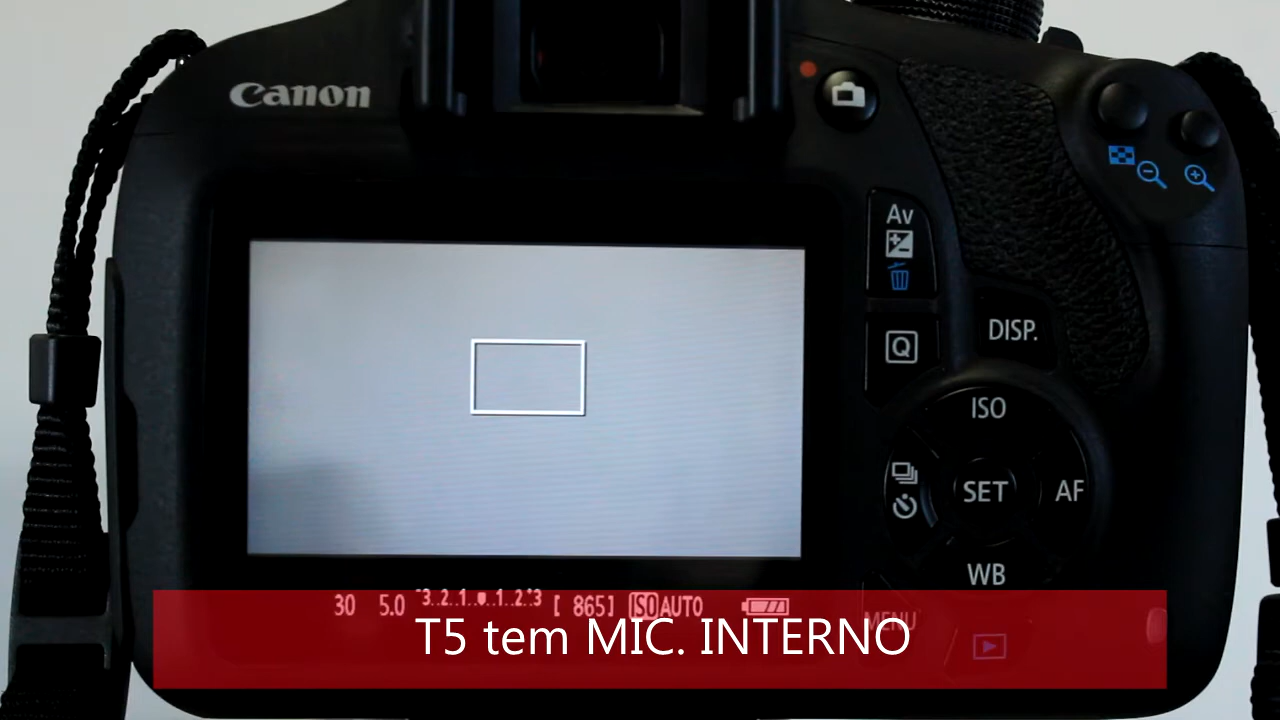 Canon
Av
Q
DISP.
ISO
SET
AF
WB
30 5.0 -3..2..1..0..1..2..+3 [ 865] ISO AUTO
MENU
T5 tem MIC. INTERNO